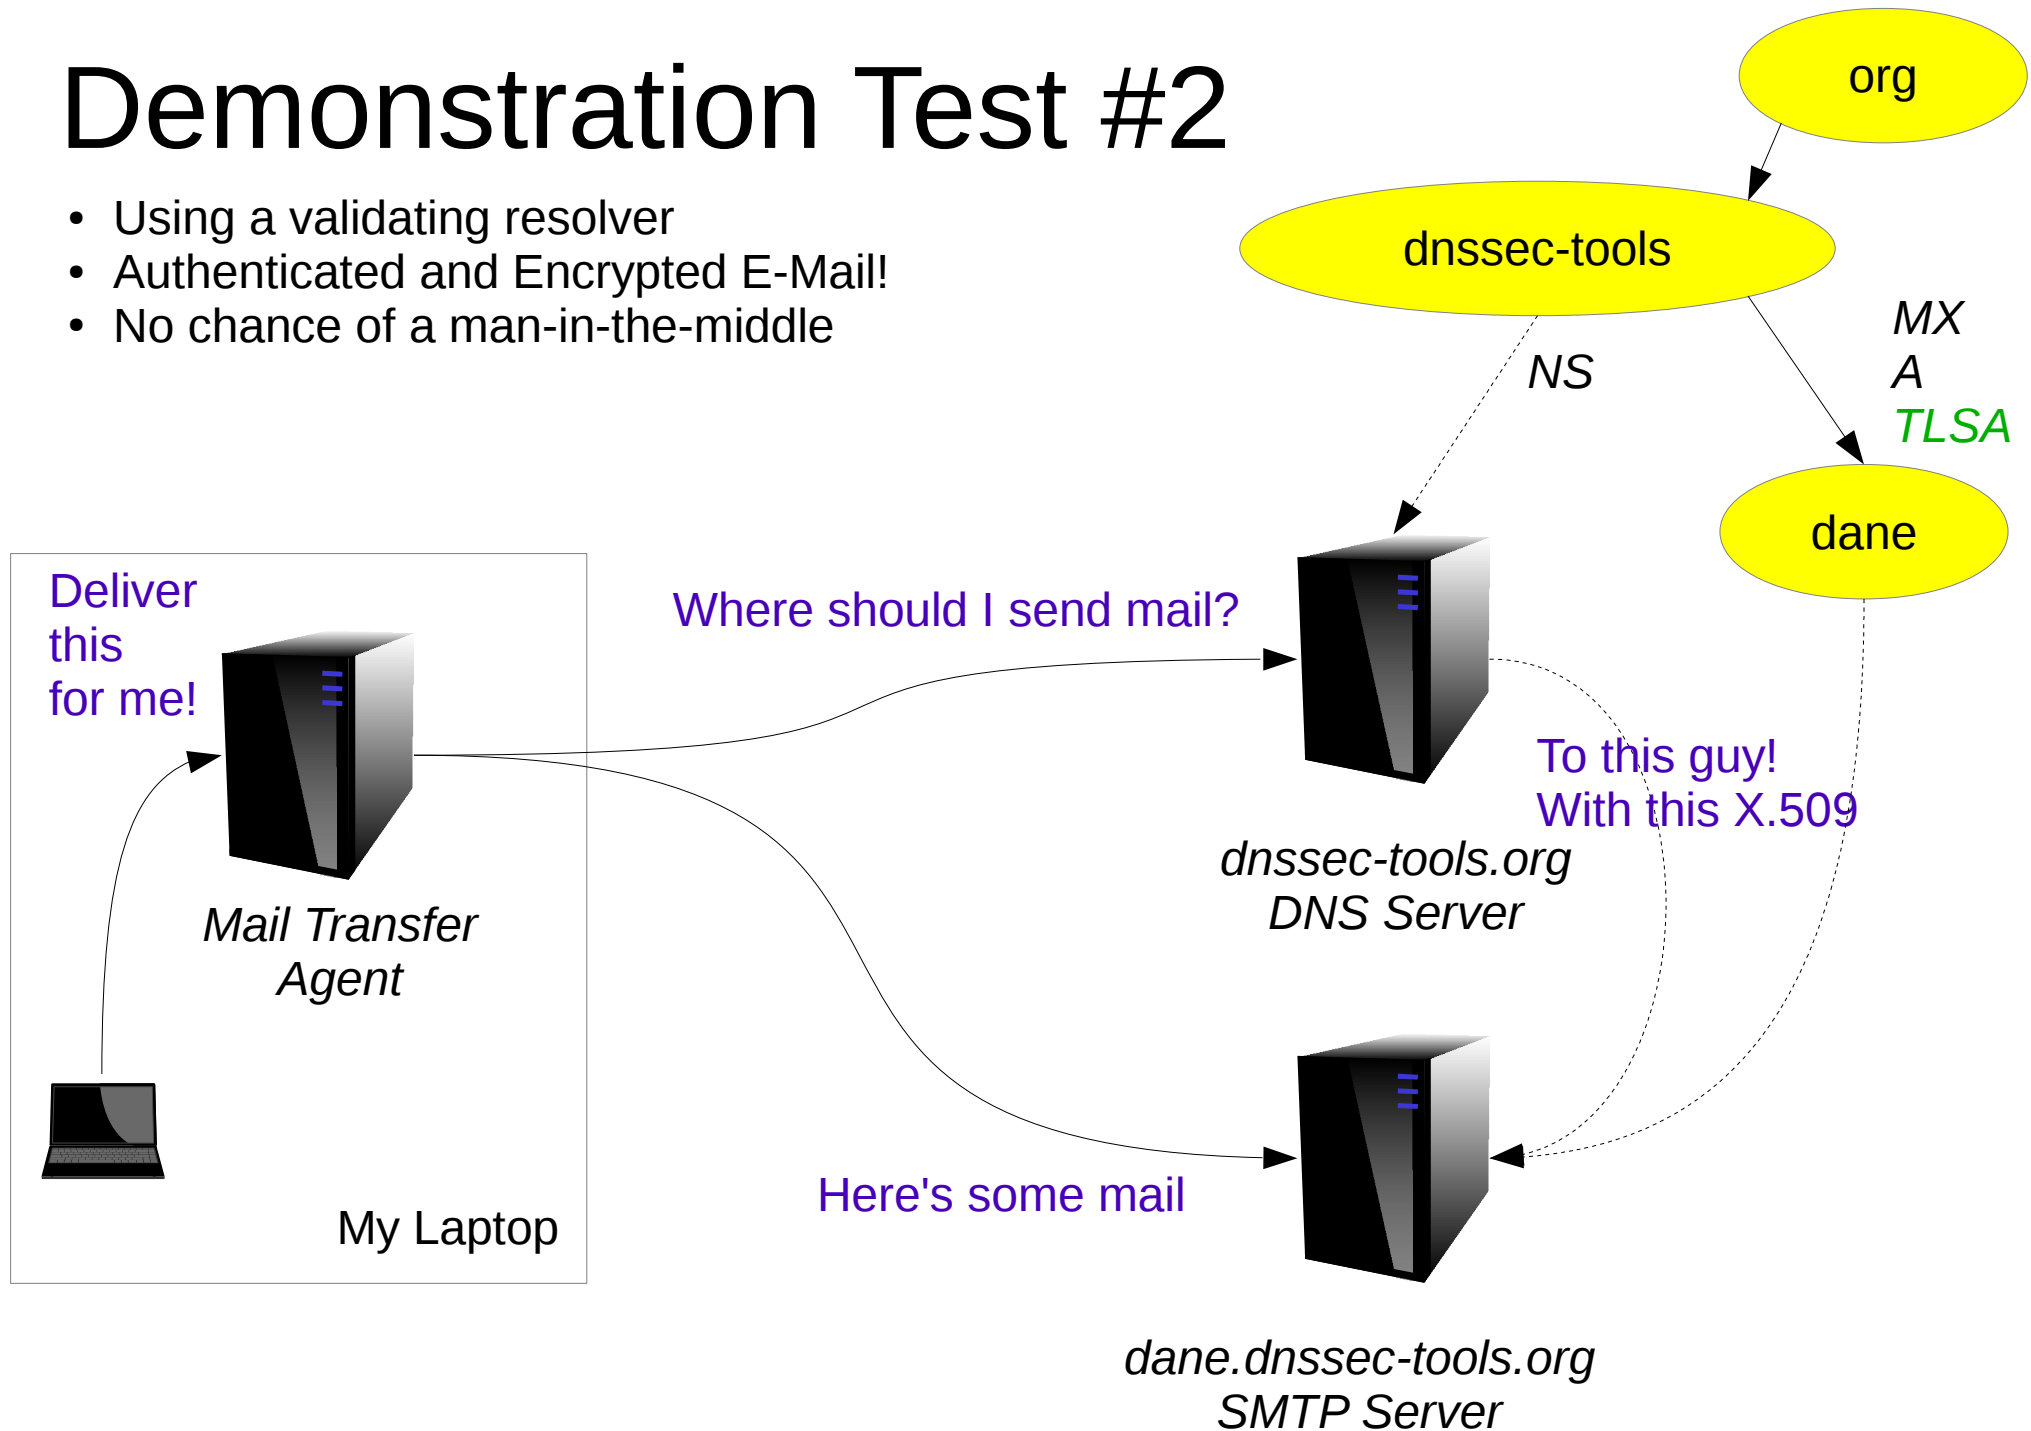 Demonstration Test #2
• Using a validating resolver
• Authenticated and Encrypted E-Mail!
• No chance of a man-in-the-middle
org
dnssec-tools
MX
A
TLSA
NS
dane
Deliver
this
for me!
Where should I send mail?
To this guy!
With this X.509
dnssec-tools.org
DNS Server
Mail Transfer
Agent
Here's some mail
My Laptop
dane.dnssec-tools.org
SMTP Server